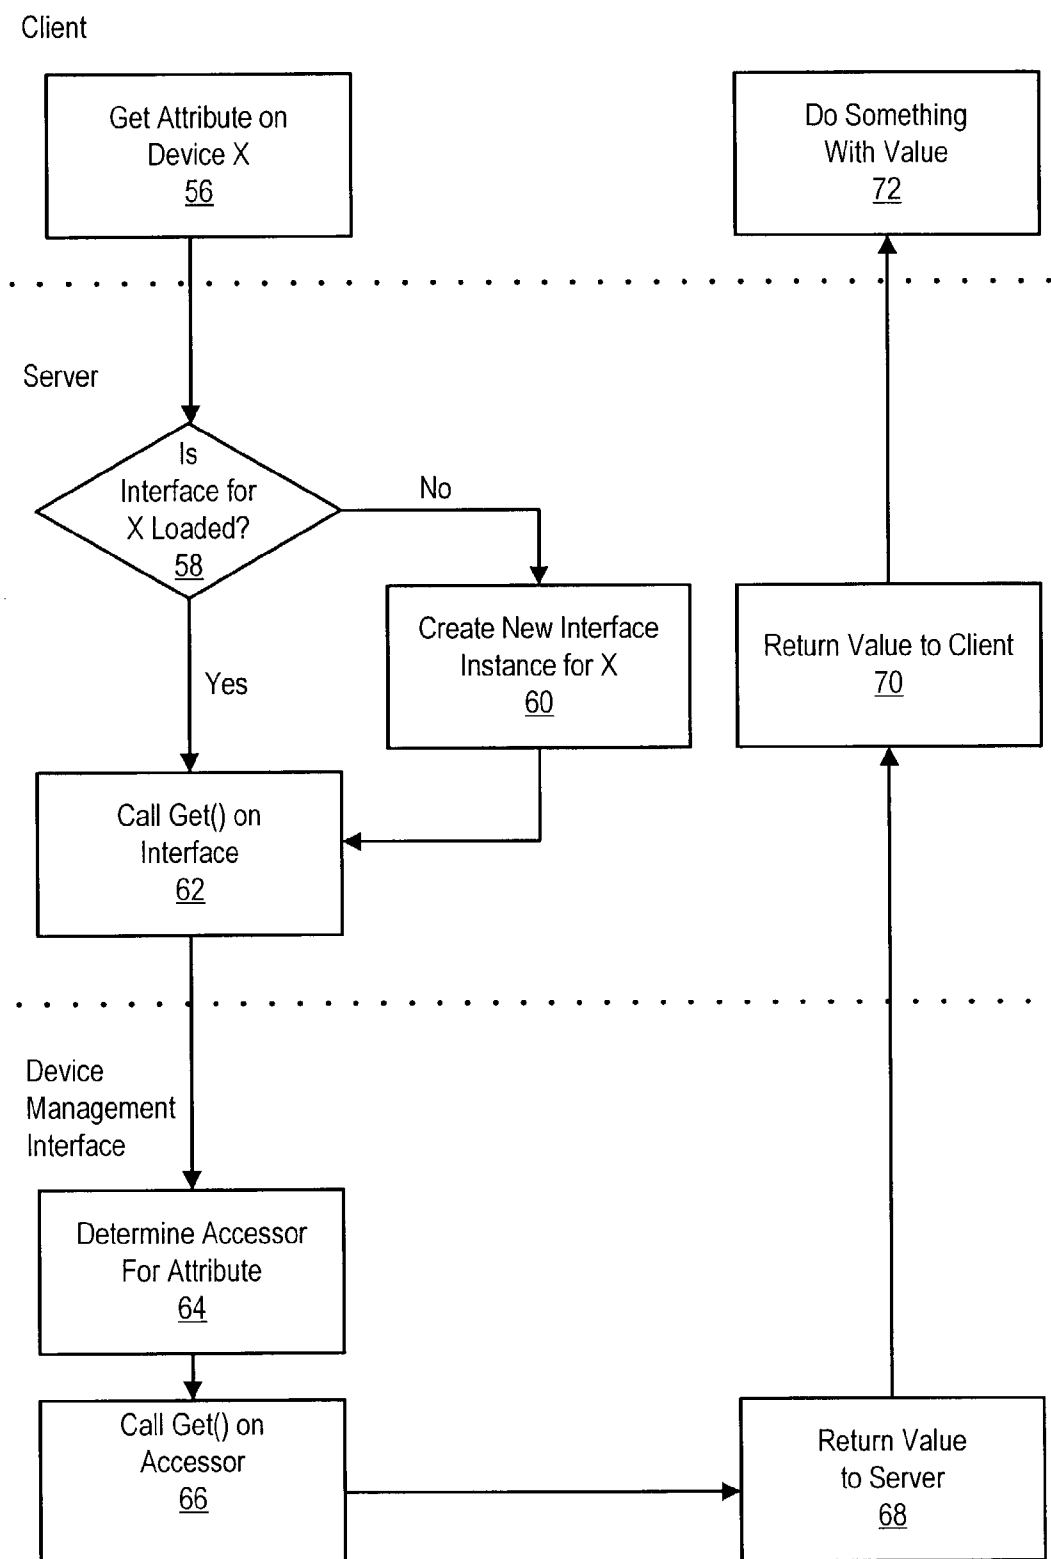 Client
Get Attribute on
Device X
56
Do Something
With Value
72
Server
Is
Interface for
X Loaded?
58
No
Yes
Create New Interface
Instance for X
60
Return Value to Client
70
Call Get() on
Interface
62
Device
Management
Interface
Determine Accessor
For Attribute
64
Call Get() on
Accessor
66
Return Value
to Server
68